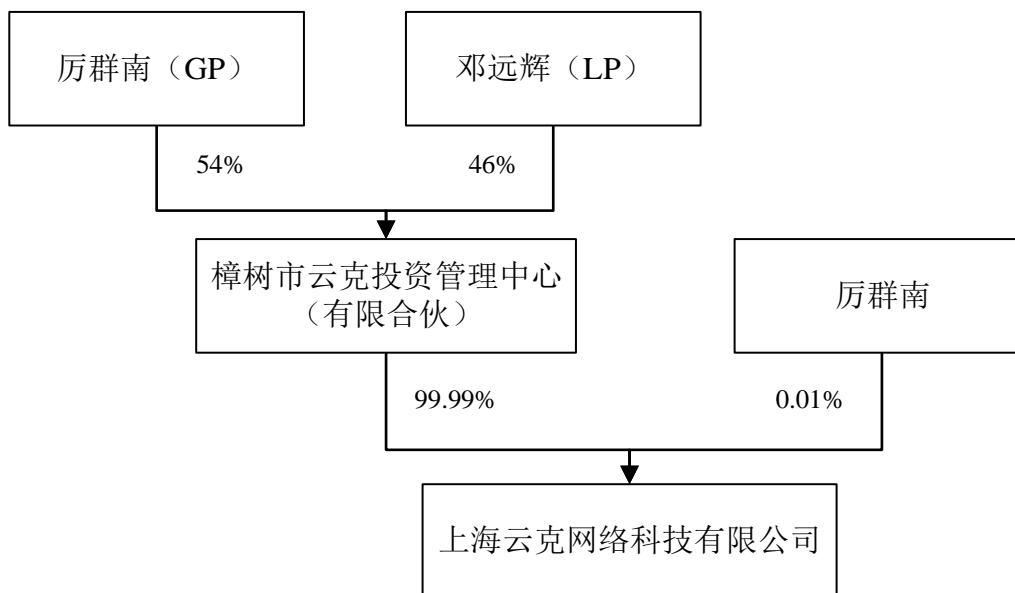 厉群南（GP）
邓远辉（LP）
54%
46%
樟树市云克投资管理中心
（有限合伙）
厉群南
99.99%
0.01%
上海云克网络科技有限公司